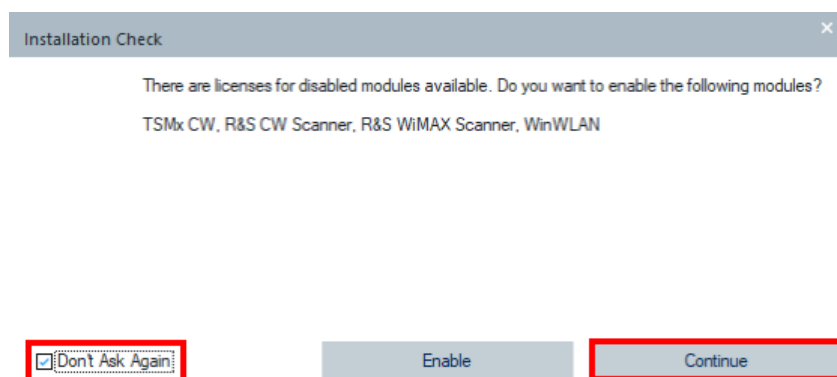 Installation Check
There are licenses for disabled modules available. Do you want to enable the following modules?
TSMx CW, R&S CW Scanner, R&S WiMAX Scanner, WinWLAN
Don't Ask Again
Enable
Continue